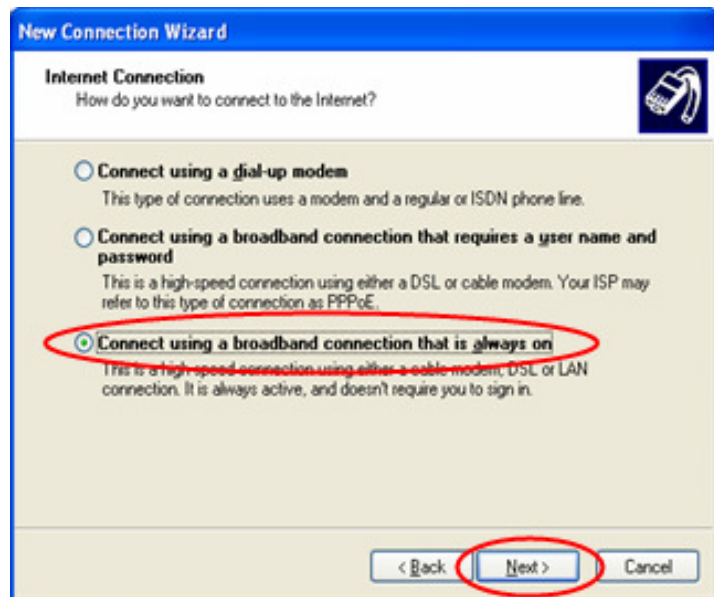 New Connection Wizard
Internet Connection
How do you want to connect to the Internet?
Connect using a dial-up modem
This type of connection uses a modem and a regular or ISDN phone line.
Connect using a broadband connection that requires a user name and
password
This is a high-speed connection using either a DSL or cable modem. Your ISP may
refer to this type of connection as PPPoE.
Connect using a broadband connection that is always on
This is a high-speed connection using either a cable modem, DSL or LAN
connection. It is always active, and doesn't require you to sign in.
< Back
Next >
Cancel